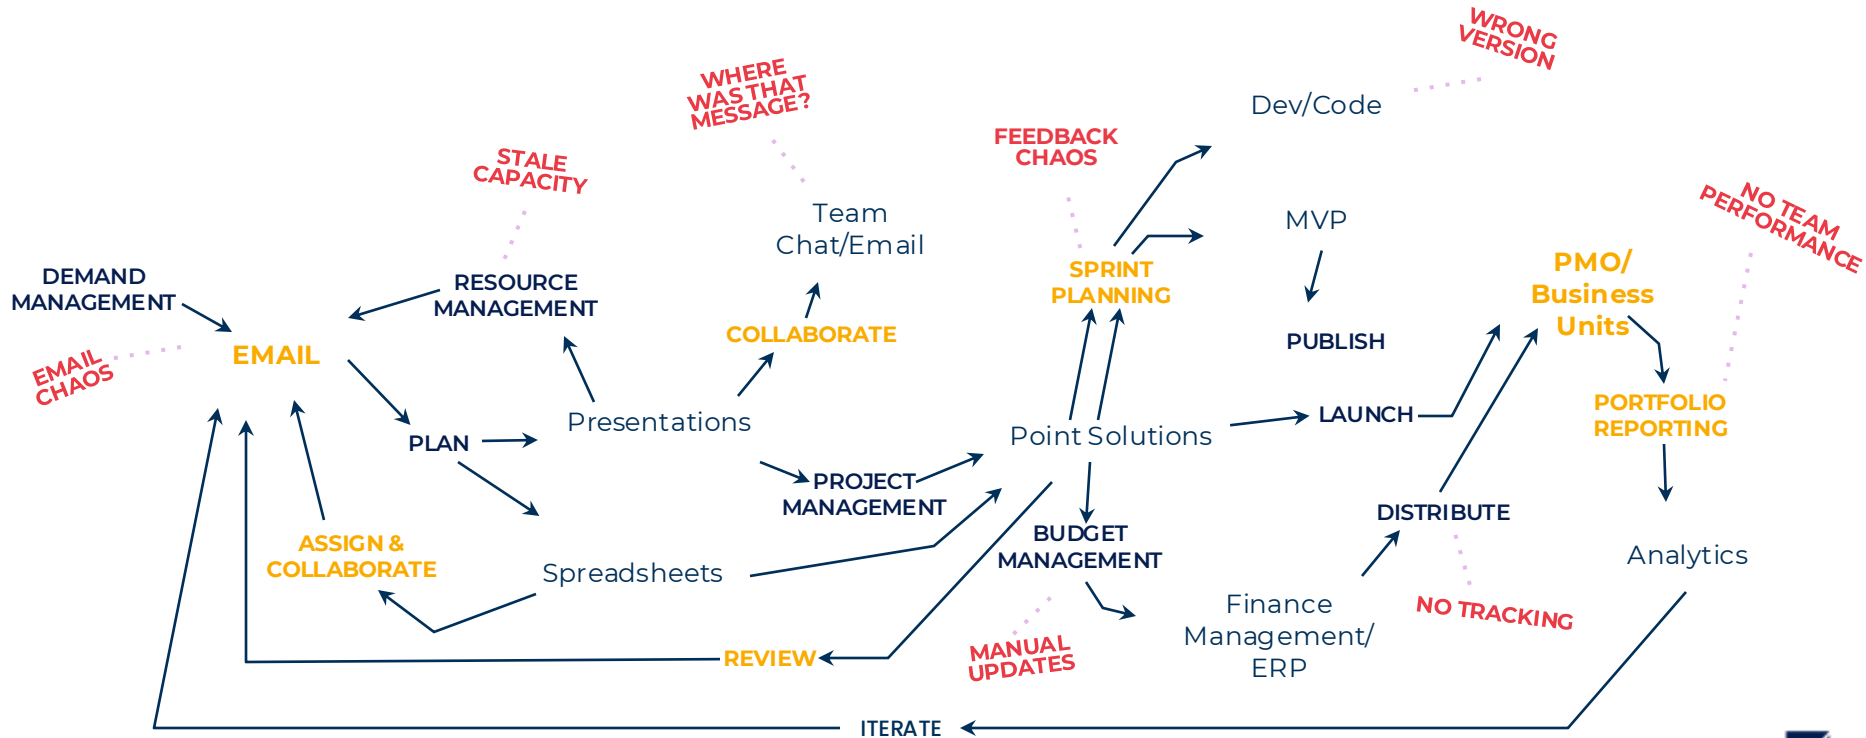 WRONG
VERSION
WHERE
WAS THAT
MESSAGE?
Dev/Code
FEEDBACK
CHAOS
STALE
CAPACITY
NO TEAM
PERFORMANCE
Team
Chat/Email
MVP
DEMAND
MANAGEMENT
RESOURCE
MANAGEMENT
SPRINT
PLANNING
PMO/
Business
Units
COLLABORATE
PUBLISH
EMAIL
EMAIL
CHAOS
Presentations
PLAN
Point Solutions
LAUNCH
PORTFOLIO
REPORTING
PROJECT
MANAGEMENT
DISTRIBUTE
BUDGET
MANAGEMENT
ASSIGN &
COLLABORATE
Spreadsheets
Analytics
Finance
Management/
ERP
NO TRACKING
MANUAL
UPDATES
REVIEW
ITERATE